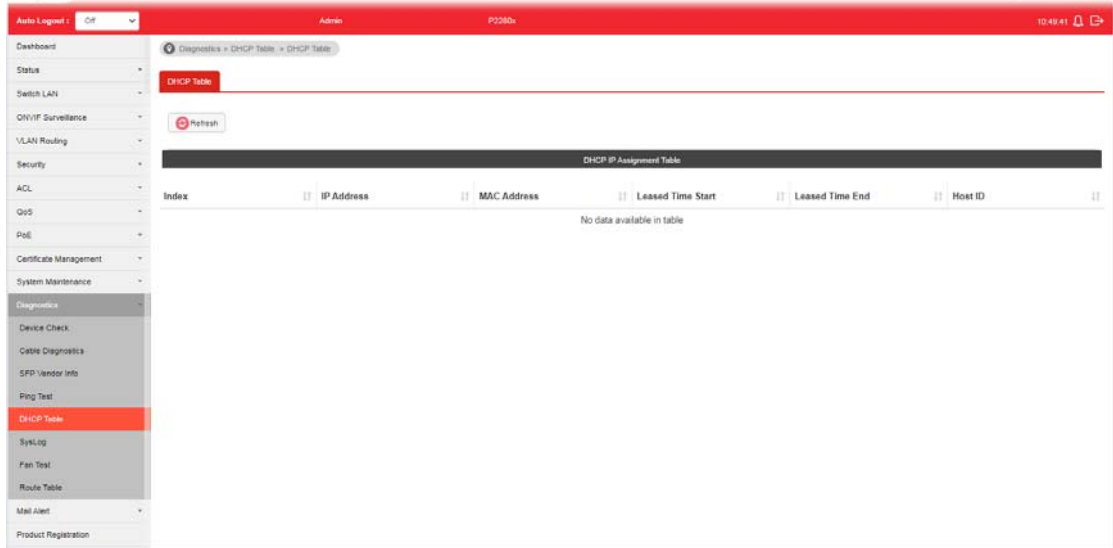 Auto Logout : Off Admin P2280x 10:49:41
Dashboard
Status
Switch LAN
ONVIF Surveillance
VLAN Routing
Security
ACL
QoS
PoE
Certificate Management
System Maintenance
Diagnostics
Device Check
Cable Diagnostics
SFP Vendor Info
Ping Test
DHCP Table
SysLog
Fan Test
Route Table
Mail Alert
Product Registration
Diagnostics » DHCP Table » DHCP Table
DHCP Table
Refresh
DHCP IP Assignment Table
Index IP Address MAC Address Leased Time Start Leased Time End Host ID
No data available in table